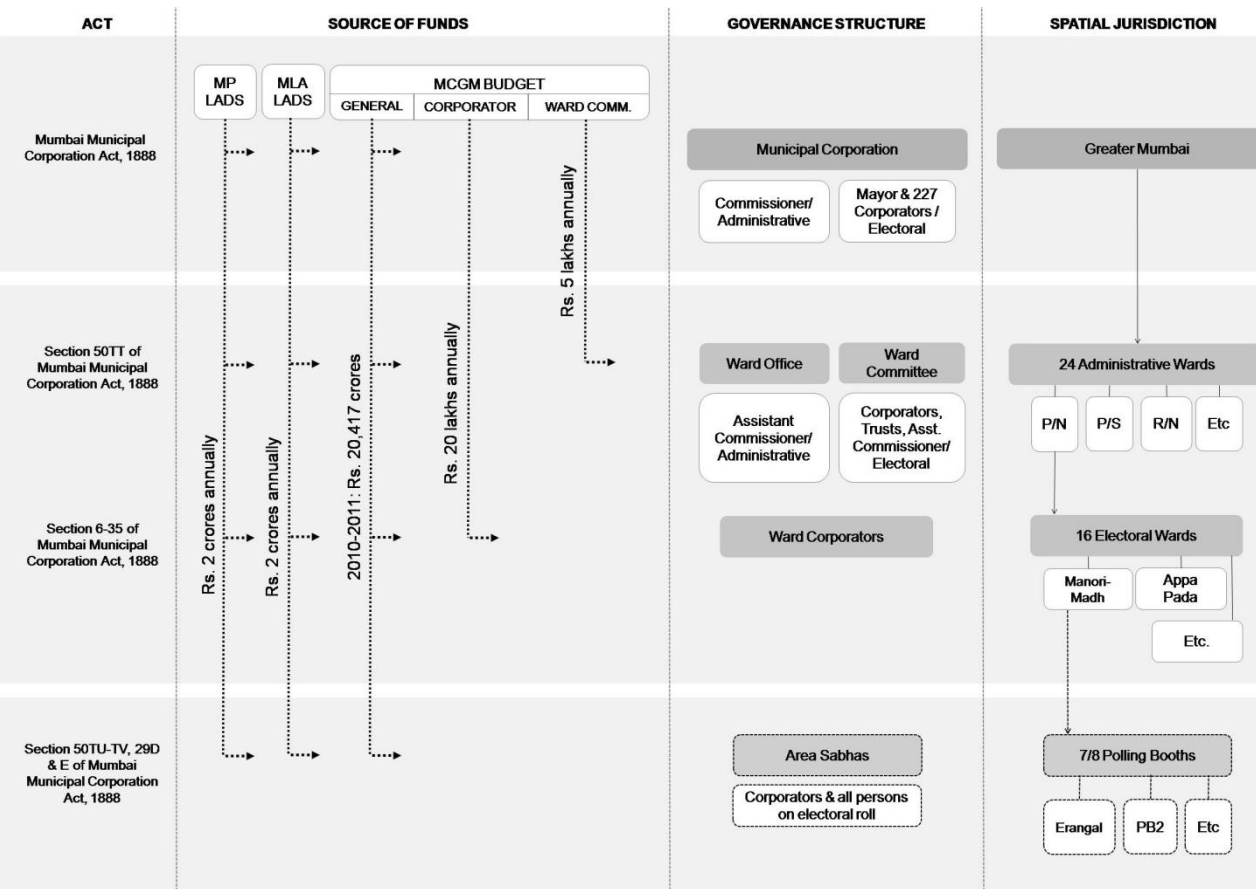 ACT
SOURCE OF FUNDS
GOVERNANCE STRUCTURE
SPATIAL JURISDICTION
MP
LADS
MLA
LADS
MCGM BUDGET
GENERAL
CORPORATOR
WARD COMM.
Mumbai Municipal
Corporation Act, 1888
Rs. 5 lakhs annually
Municipal Corporation
Commissioner/
Administrative
Mayor & 227
Corporators /
Electoral
Greater Mumbai
Section 50TT of
Mumbai Municipal
Corporation Act, 1888
Rs. 2 crores annually
Rs. 2 crores annually
2010-2011: Rs. 20,417 crores
Rs. 20 lakhs annually
Ward Office
Ward
Committee
Assistant
Commissioner/
Administrative
Corporators,
Trusts, Asst.
Commissioner/
Electoral
24 Administrative Wards
P/N
P/S
R/N
Etc
Section 6-35 of
Mumbai Municipal
Corporation Act, 1888
Ward Corporators
16 Electoral Wards
Manori-
Madh
Appa
Pada
Etc.
Section 50TU-TV, 29D
& E of Mumbai
Municipal Corporation
Act, 1888
Area Sabhas
Corporators & all persons
on electoral roll
7/8 Polling Booths
Erangal
PB2
Etc